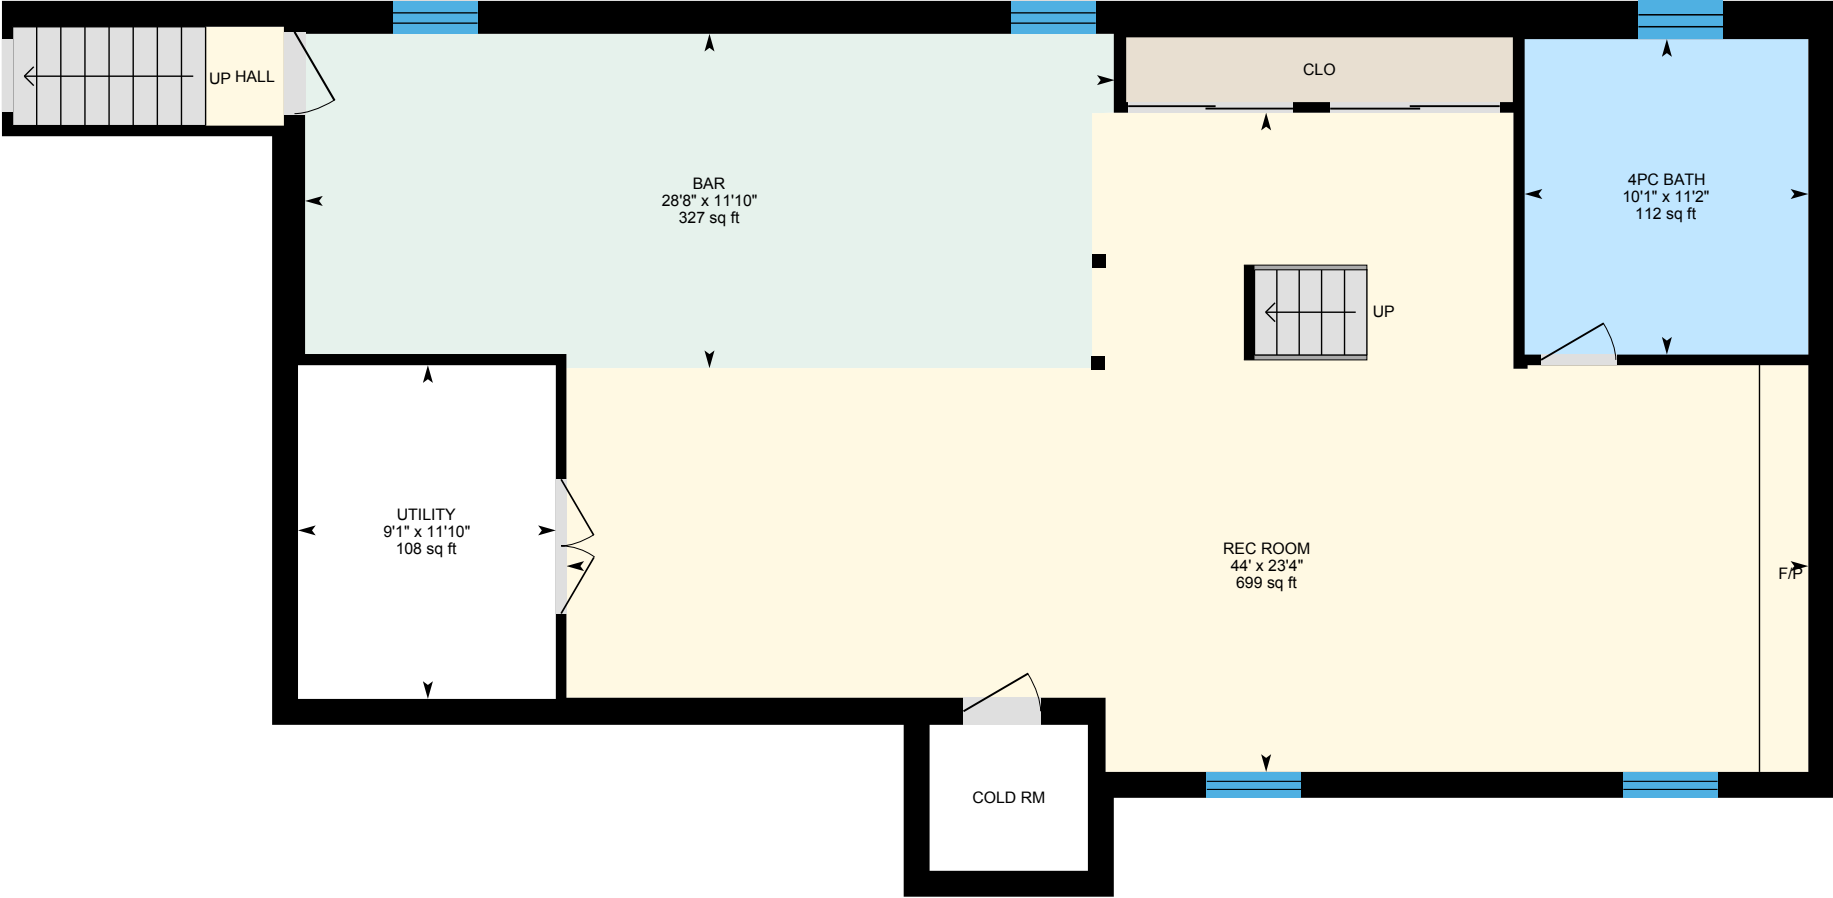 UP HALL
CLO
BAR
28'8" x 11'10"
327 sq ft
4PC BATH
10'1" x 11'2"
112 sq ft
UP
UTILITY
9'1" x 11'10"
108 sq ft
REC ROOM
44' x 23'4"
699 sq ft
F/P
COLD RM